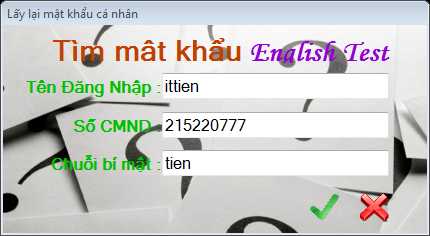 Lấy lại mật khẩu cá nhân
Tìm mât khẩu English Test
Tên Đăng Nhập : ittien
Số CMND : 215220777
Chuỗi bí mật : tien